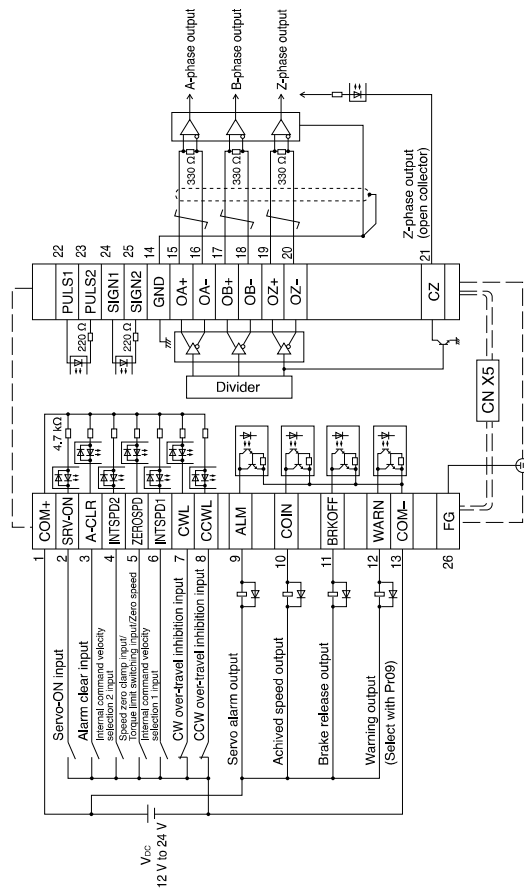 VDC
12 V to 24 V
Servo-ON input
Alarm clear input
Internal command velocity
selection 2 input
Speed zero clamp input/
Torque limit switching input/Zero speed
Internal command velocity
selection 1 input
CW over-travel inhibition input
CCW over-travel inhibition input
Servo alarm output
Achived speed output
Brake release output
Warning output
(Select with Pr09)
1 COM+
2 SRV-ON
3 A-CLR
4 INTSPD2
5 ZEROSPD
6 INTSPD1
7 CWL
8 CCWL
9 ALM
10 COIN
11 BRKOFF
12 WARN
13 COM−
26 FG
4.7 kΩ
CN X5
Divider
220 Ω
220 Ω
PULS1 22
PULS2 23
SIGN1 24
SIGN2 25
GND 14
OA+ 15
OA- 16
OB+ 17
OB- 18
OZ+ 19
OZ- 20
CZ 21
330 Ω
330 Ω
330 Ω
A-phase output
B-phase output
Z-phase output
Z-phase output
(open collector)